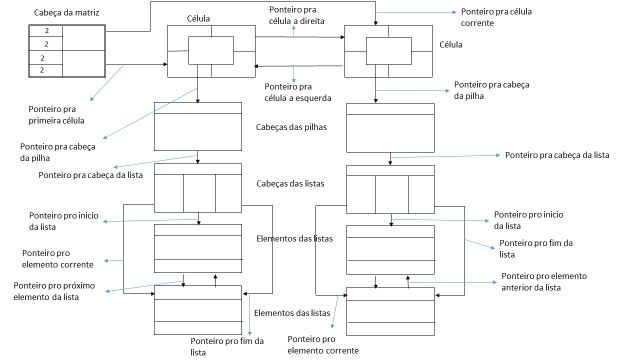 Cabeça da matriz
2
2
2
2
Célula
Ponteiro pra
célula a direita
Ponteiro pra célula
corrente
Célula
Ponteiro pra
célula a esquerda
Ponteiro pra cabeça
da pilha
Ponteiro pra
primeira célula
Cabeças das pilhas
Ponteiro pra cabeça
da pilha
Ponteiro pra cabeça da lista
Ponteiro pra cabeça da lista
Cabeças das listas
Ponteiro pro inicio
da lista
Ponteiro pro inicio
da lista
Elementos das listas
Ponteiro pro fim da
lista
Ponteiro pro
elemento corrente
Ponteiro pro elemento
anterior da lista
Ponteiro pro próximo
elemento da lista
Elementos das listas
Ponteiro pro fim da
lista
Ponteiro pro
elemento corrente